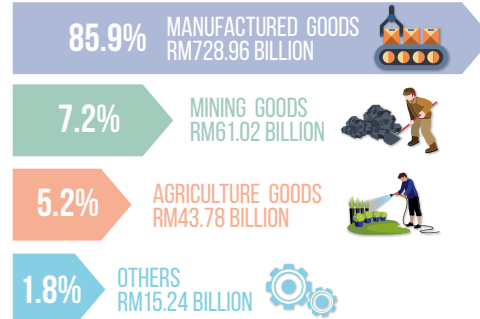 85.9%
MANUFACTURED GOODS
RM728.96 BILLION
7.2%
MINING GOODS
RM61.02 BILLION
5.2%
AGRICULTURE GOODS
RM43.78 BILLION
1.8%
OTHERS
RM15.24 BILLION